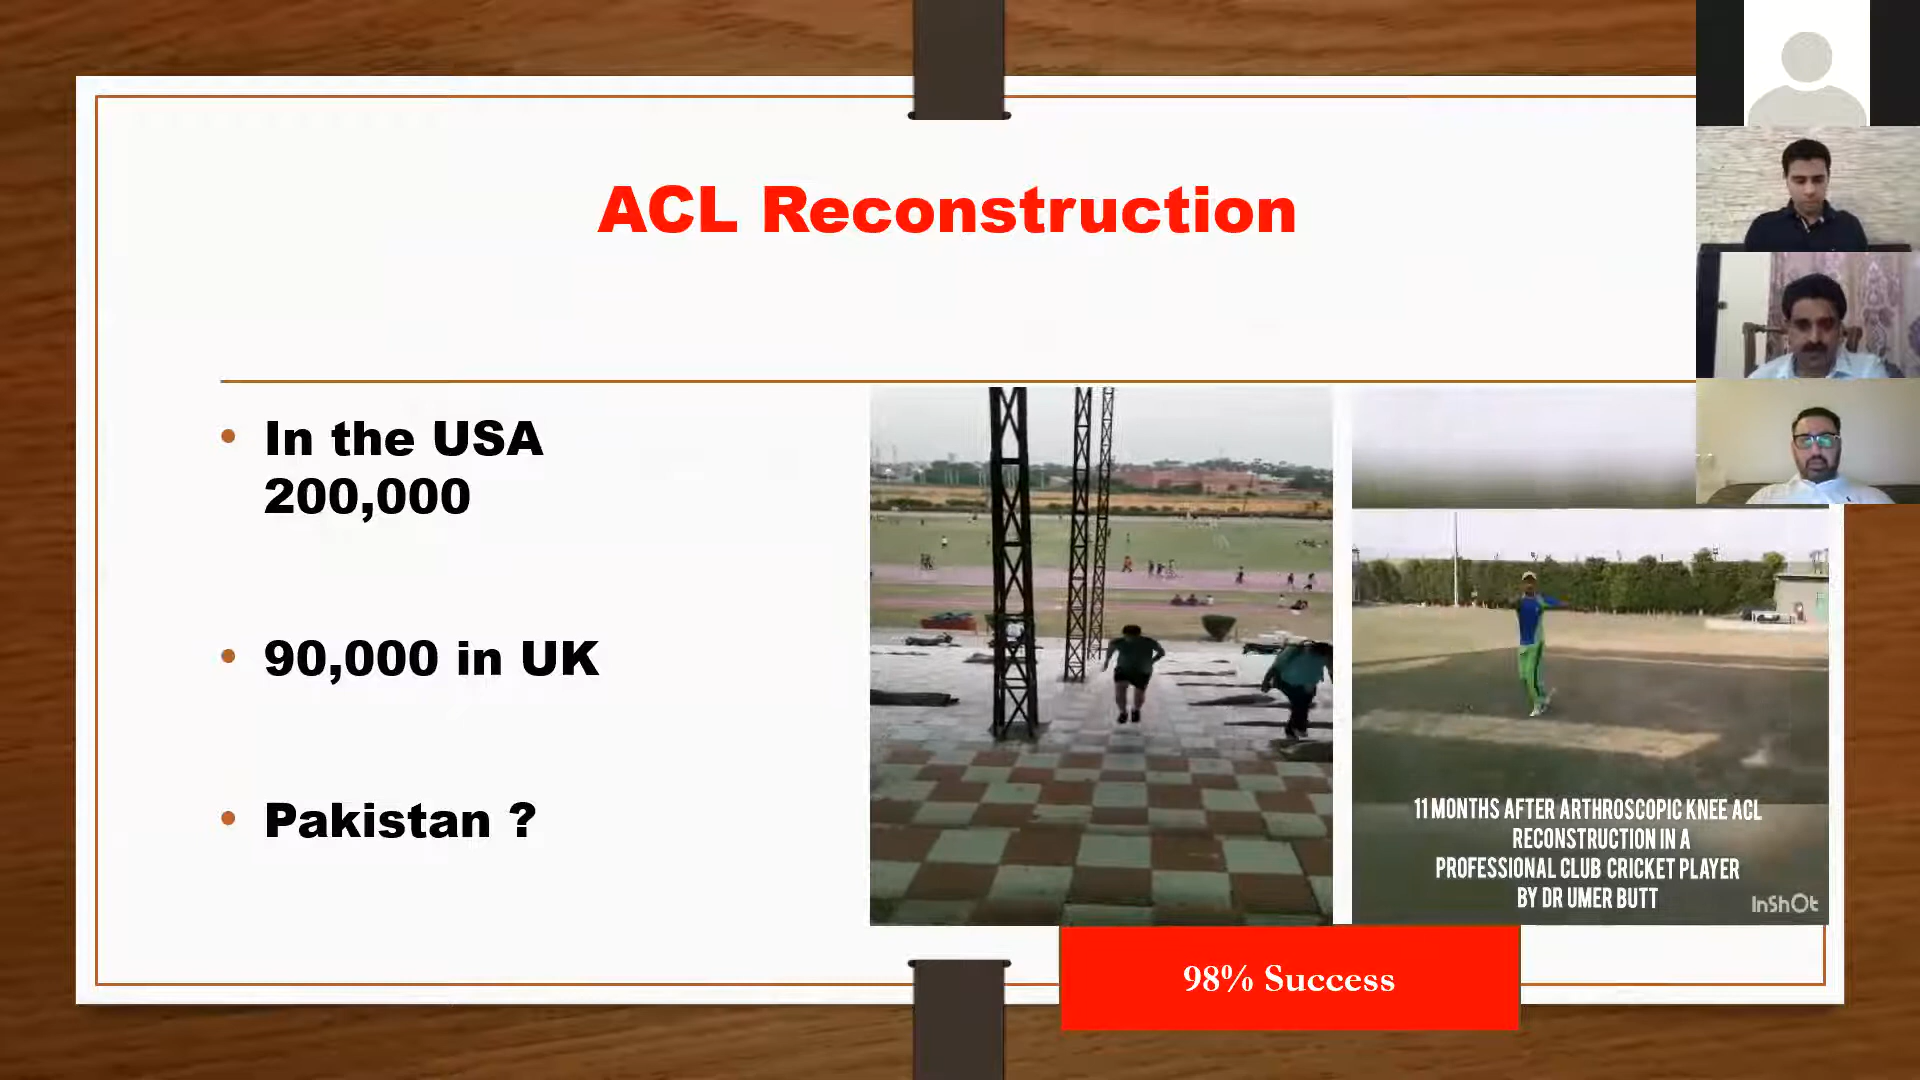 ACL Reconstruction
• In the USA
200,000
• 90,000 in UK
• Pakistan ?
11 MONTHS AFTER ARTHROSCOPIC KNEE ACL
RECONSTRUCTION IN A
PROFESSIONAL CLUB CRICKET PLAYER
BY DR UMER BUTT
InShOt
98% Success